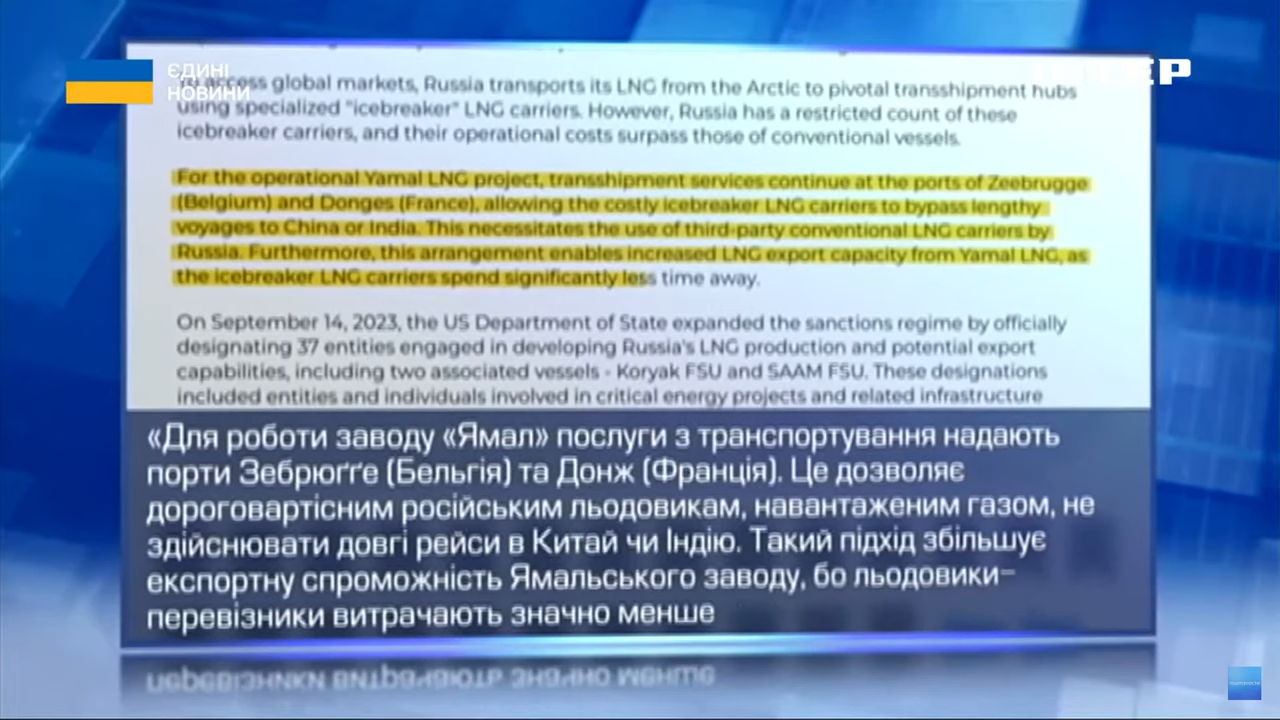 ЄДИНІ
НОВИНИ
ІНТЕР
To access global markets, Russia transports its LNG from the Arctic to pivotal transshipment hubs
using specialized "icebreaker" LNG carriers. However, Russia has a restricted count of these
icebreaker carriers, and their operational costs surpass those of conventional vessels.
For the operational Yamal LNG project, transshipment services continue at the ports of Zeebrugge
(Belgium) and Donges (France), allowing the costly icebreaker LNG carriers to bypass lengthy
voyages to China or India. This necessitates the use of third-party conventional LNG carriers by
Russia. Furthermore, this arrangement enables increased LNG export capacity from Yamal LNG, as
the icebreaker LNG carriers spend significantly less time away.
On September 14, 2023, the US Department of State expanded the sanctions regime by officially
designating 37 entities engaged in developing Russia's LNG production and potential export
capabilities, including two associated vessels - Koryak FSU and SAAM FSU. These designations
included entities and individuals involved in critical energy projects and related infrastructure
«Для роботи заводу «Ямал» послуги з транспортування надають
порти Зебрюґґе (Бельгія) та Донж (Франція). Це дозволяє
дороговартісним російським льодовикам, навантаженим газом, не
здійснювати довгі рейси в Китай чи Індію. Такий підхід збільшує
експортну спроможність Ямальського заводу, бо льодовики-
перевізники витрачають значно менше